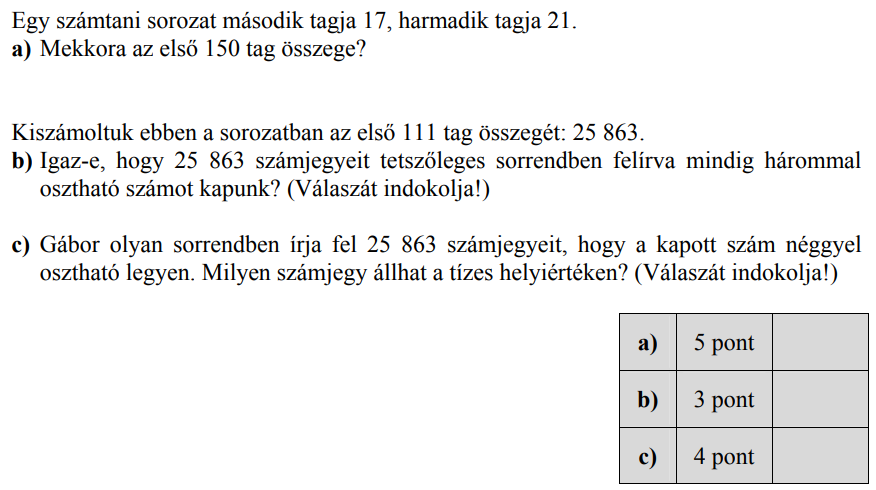 Egy számtani sorozat második tagja 17, harmadik tagja 21.
a) Mekkora az első 150 tag összege?
Kiszámoltuk ebben a sorozatban az első 111 tag összegét: 25 863.
b) Igaz-e, hogy 25 863 számjegyeit tetszőleges sorrendben felírva mindig hárommal
osztható számot kapunk? (Válaszát indokolja!)
c) Gábor olyan sorrendben írja fel 25 863 számjegyeit, hogy a kapott szám néggyel
osztható legyen. Milyen számjegy állhat a tízes helyiértéken? (Válaszát indokolja!)
a) 5 pont
b) 3 pont
c) 4 pont